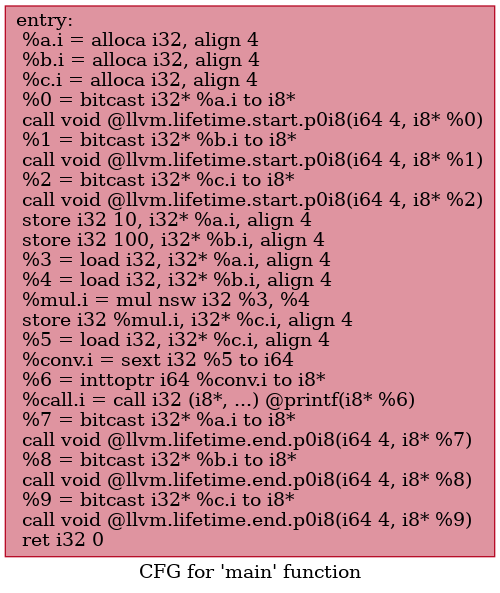 entry:
%a.i = alloca i32, align 4
%b.i = alloca i32, align 4
%c.i = alloca i32, align 4
%0 = bitcast i32* %a.i to i8*
call void @llvm.lifetime.start.p0i8(i64 4, i8* %0)
%1 = bitcast i32* %b.i to i8*
call void @llvm.lifetime.start.p0i8(i64 4, i8* %1)
%2 = bitcast i32* %c.i to i8*
call void @llvm.lifetime.start.p0i8(i64 4, i8* %2)
store i32 10, i32* %a.i, align 4
store i32 100, i32* %b.i, align 4
%3 = load i32, i32* %a.i, align 4
%4 = load i32, i32* %b.i, align 4
%mul.i = mul nsw i32 %3, %4
store i32 %mul.i, i32* %c.i, align 4
%5 = load i32, i32* %c.i, align 4
%conv.i = sext i32 %5 to i64
%6 = inttoptr i64 %conv.i to i8*
%call.i = call i32 (i8*, ...) @printf(i8* %6)
%7 = bitcast i32* %a.i to i8*
call void @llvm.lifetime.end.p0i8(i64 4, i8* %7)
%8 = bitcast i32* %b.i to i8*
call void @llvm.lifetime.end.p0i8(i64 4, i8* %8)
%9 = bitcast i32* %c.i to i8*
call void @llvm.lifetime.end.p0i8(i64 4, i8* %9)
ret i32 0
CFG for 'main' function